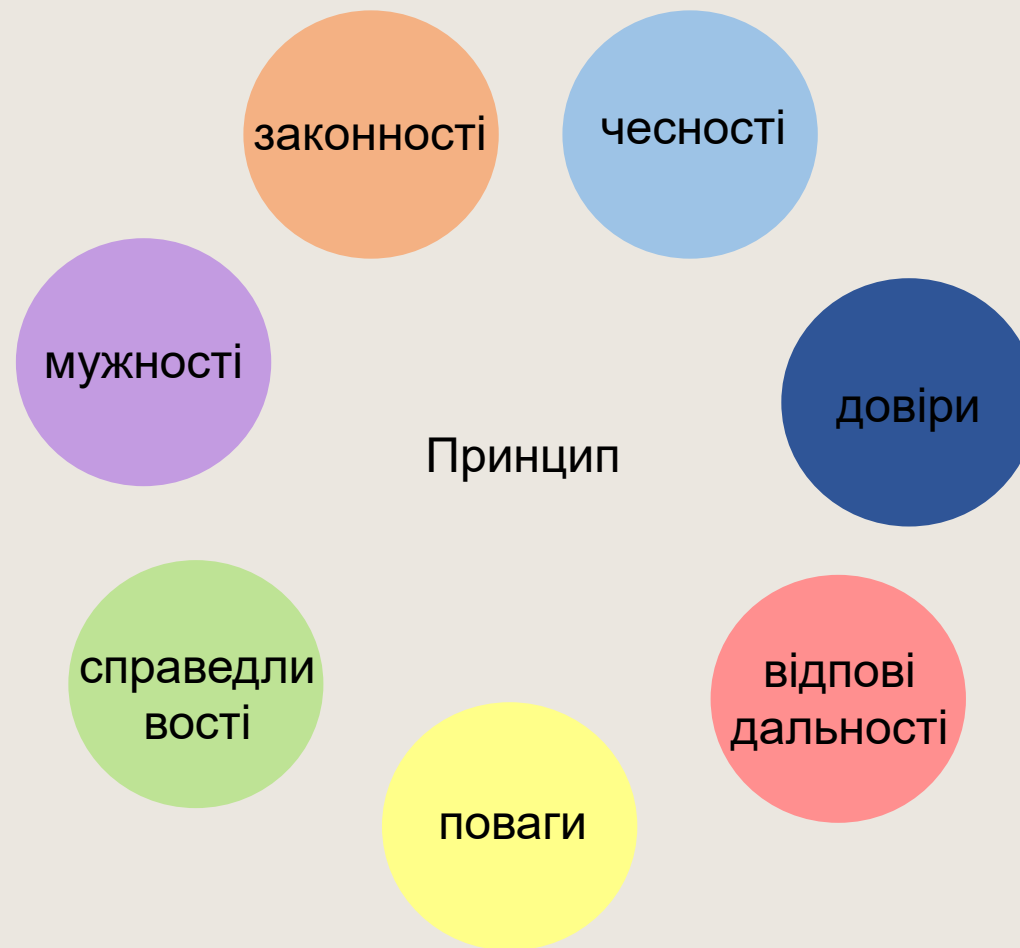 законності
чесності
мужності
довіри
Принцип
справедли
вості
відпові
дальності
поваги